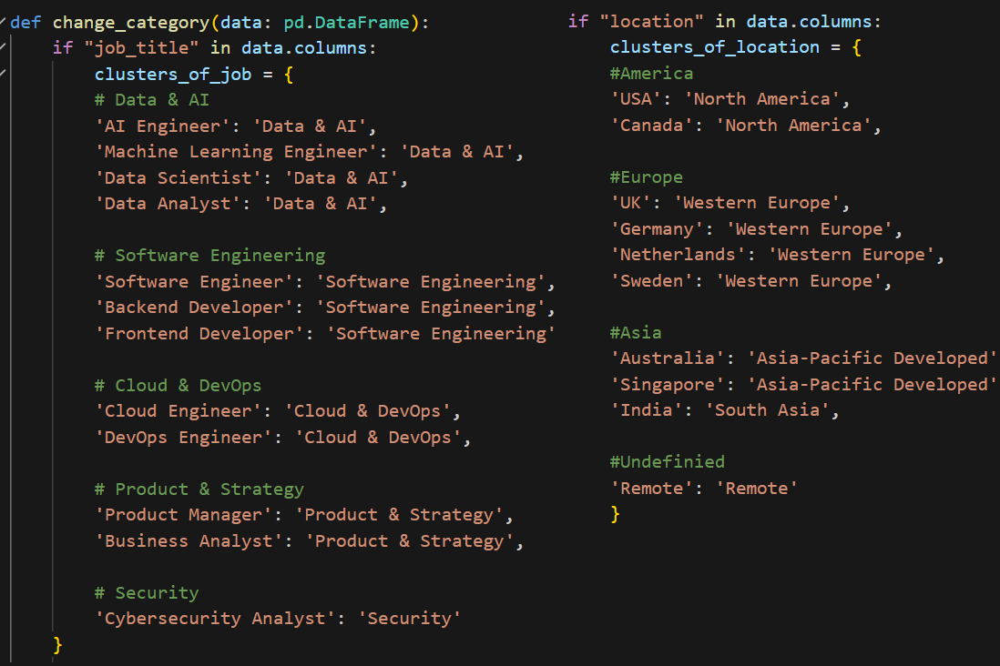 def change_category(data: pd.DataFrame):
if "job_title" in data.columns:
clusters_of_job = {
# Data & AI
'AI Engineer': 'Data & AI',
'Machine Learning Engineer': 'Data & AI',
'Data Scientist': 'Data & AI',
'Data Analyst': 'Data & AI',
# Software Engineering
'Software Engineer': 'Software Engineering',
'Backend Developer': 'Software Engineering',
'Frontend Developer': 'Software Engineering'
# Cloud & DevOps
'Cloud Engineer': 'Cloud & DevOps',
'DevOps Engineer': 'Cloud & DevOps',
# Product & Strategy
'Product Manager': 'Product & Strategy',
'Business Analyst': 'Product & Strategy',
# Security
'Cybersecurity Analyst': 'Security'
}
if "location" in data.columns:
clusters_of_location = {
#America
'USA': 'North America',
'Canada': 'North America',
#Europe
'UK': 'Western Europe',
'Germany': 'Western Europe',
'Netherlands': 'Western Europe',
'Sweden': 'Western Europe',
#Asia
'Australia': 'Asia-Pacific Developed'
'Singapore': 'Asia-Pacific Developed'
'India': 'South Asia',
#Undefinied
'Remote': 'Remote'
}